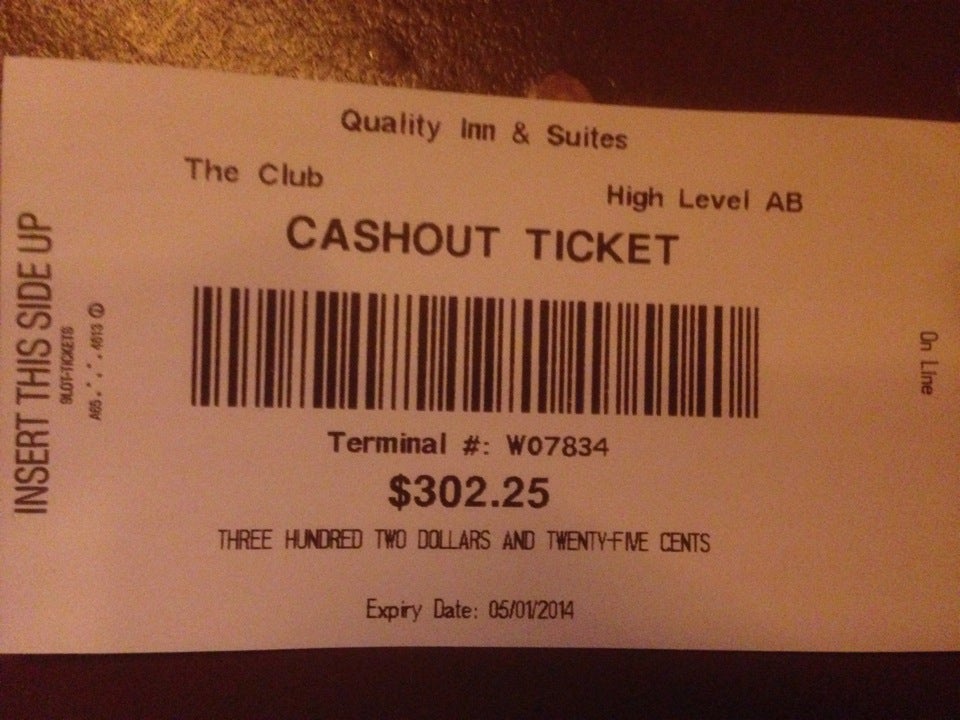 Quality Inn & Suites
The Club
High Level AB
CASHOUT TICKET
INSERT THIS SIDE UP
SLOT-TICKETS
On Line
Terminal #: W07834
$302.25
THREE HUNDRED TWO DOLLARS AND TWENTY-FIVE CENTS
Expiry Date: 05/01/2014